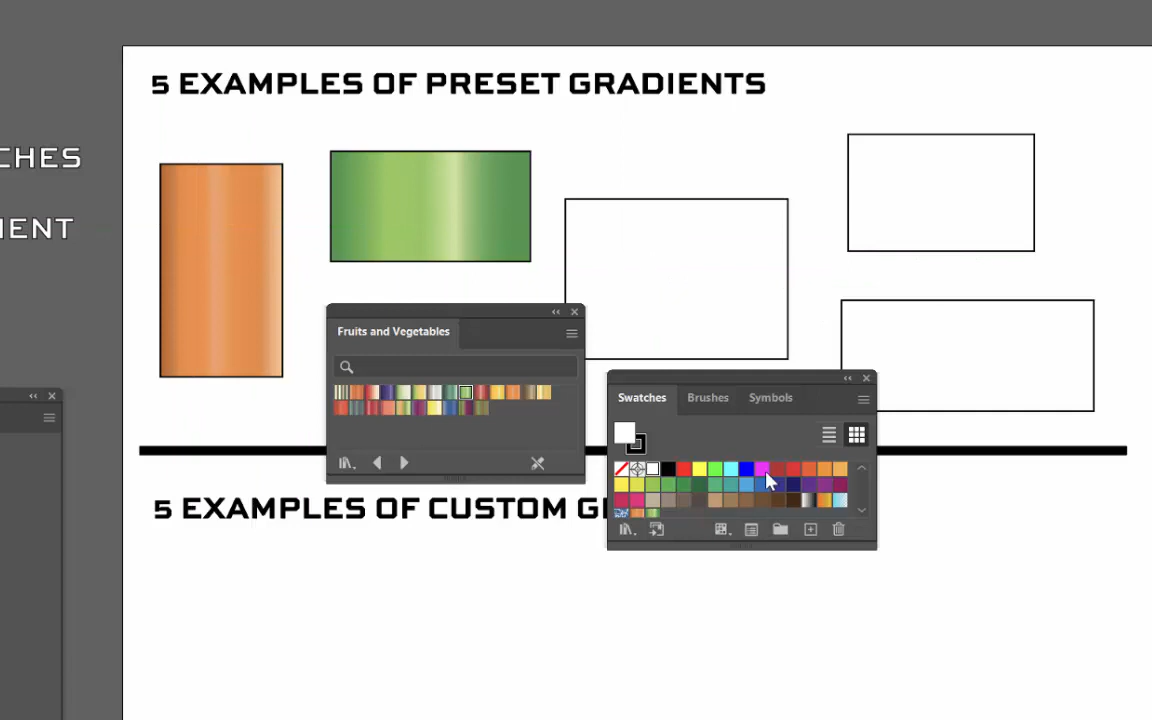 5 EXAMPLES OF PRESET GRADIENTS
CHES
IENT
Fruits and Vegetables
Swatches Brushes Symbols
5 EXAMPLES OF CUSTOM G